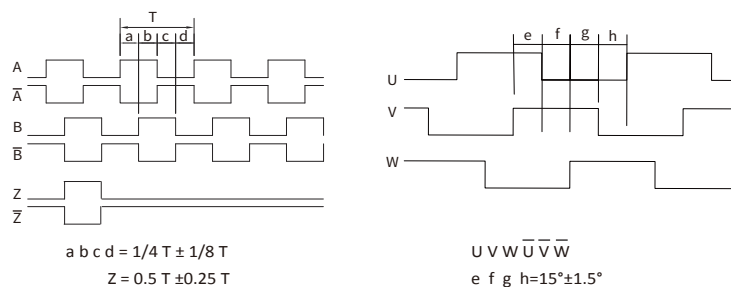 T
a b c d
A
A̅
B
B̅
Z
Z̅
a b c d = 1/4 T ± 1/8 T
Z = 0.5 T ±0.25 T
e f g h
U
V
W
U V W U̅ V̅ W̅
e f g h=15°±1.5°